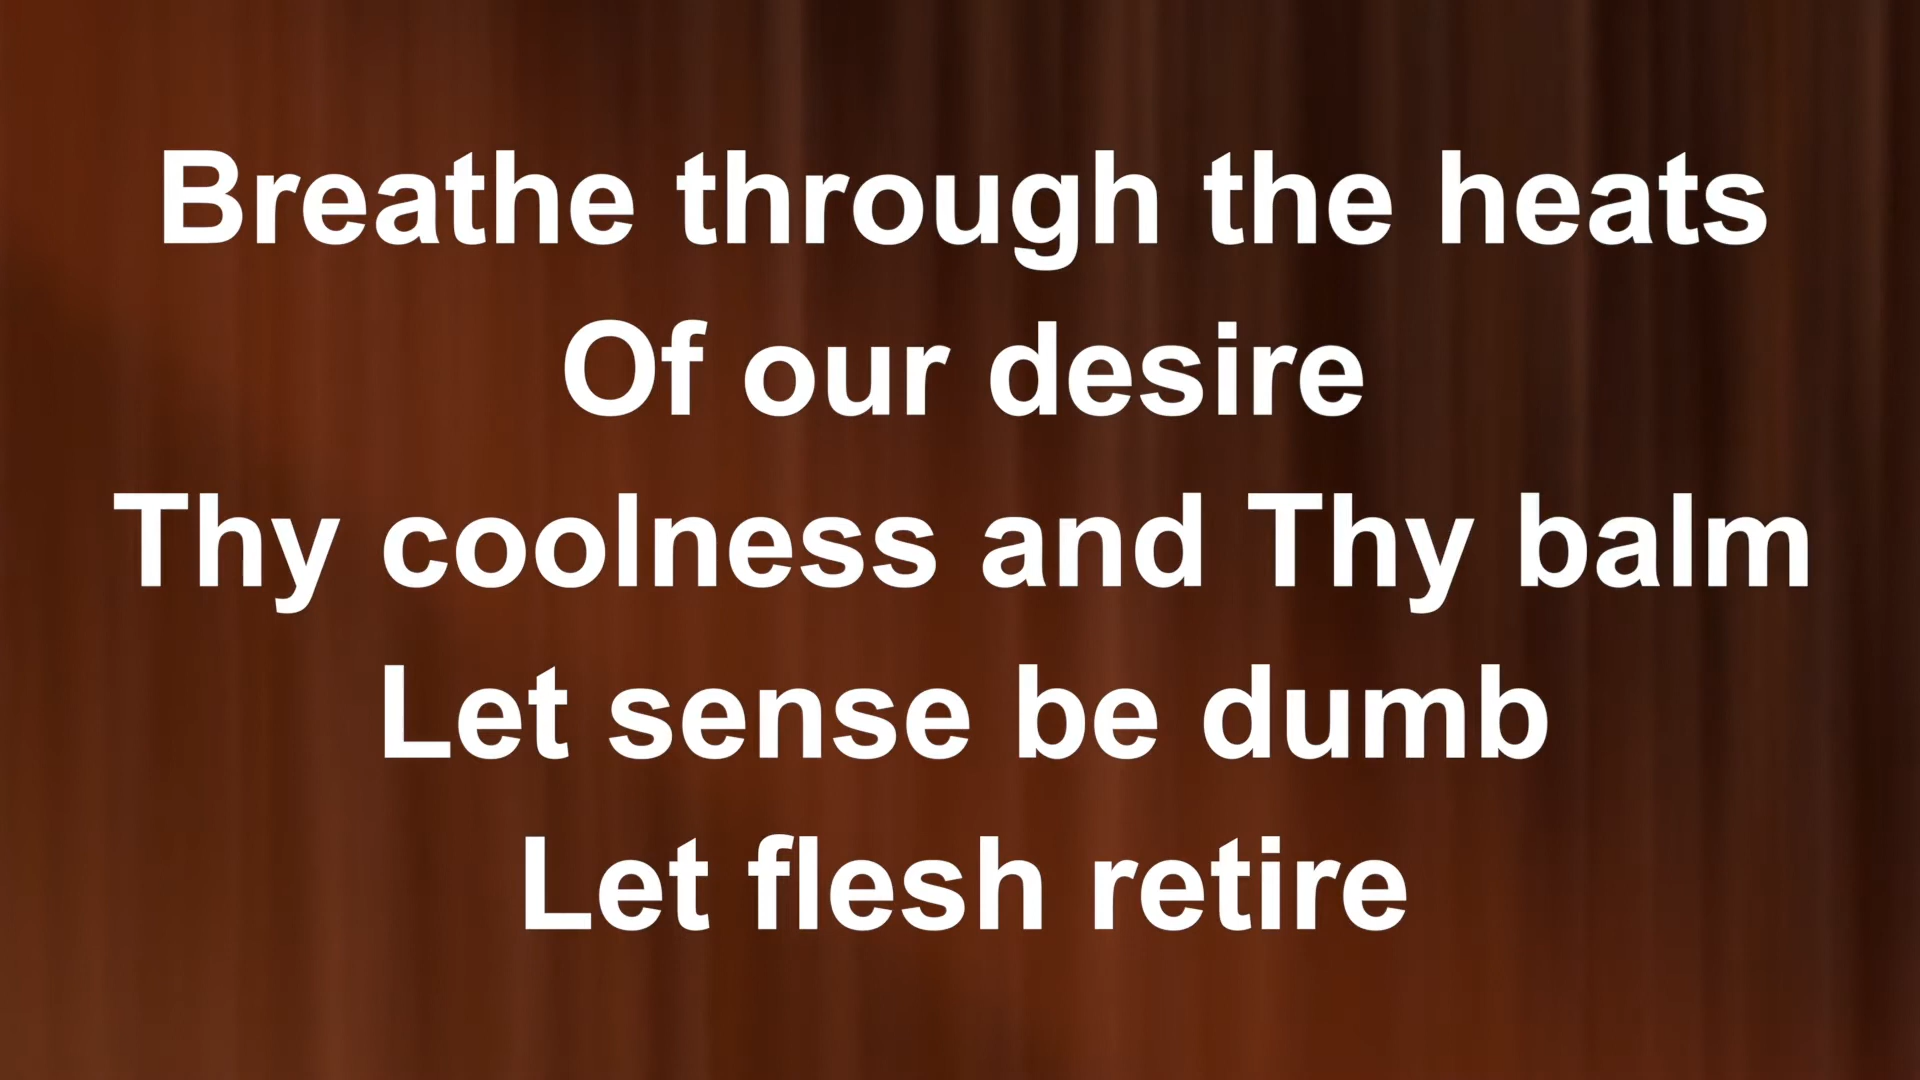 Breathe through the heats
Of our desire
Thy coolness and Thy balm
Let sense be dumb
Let flesh retire